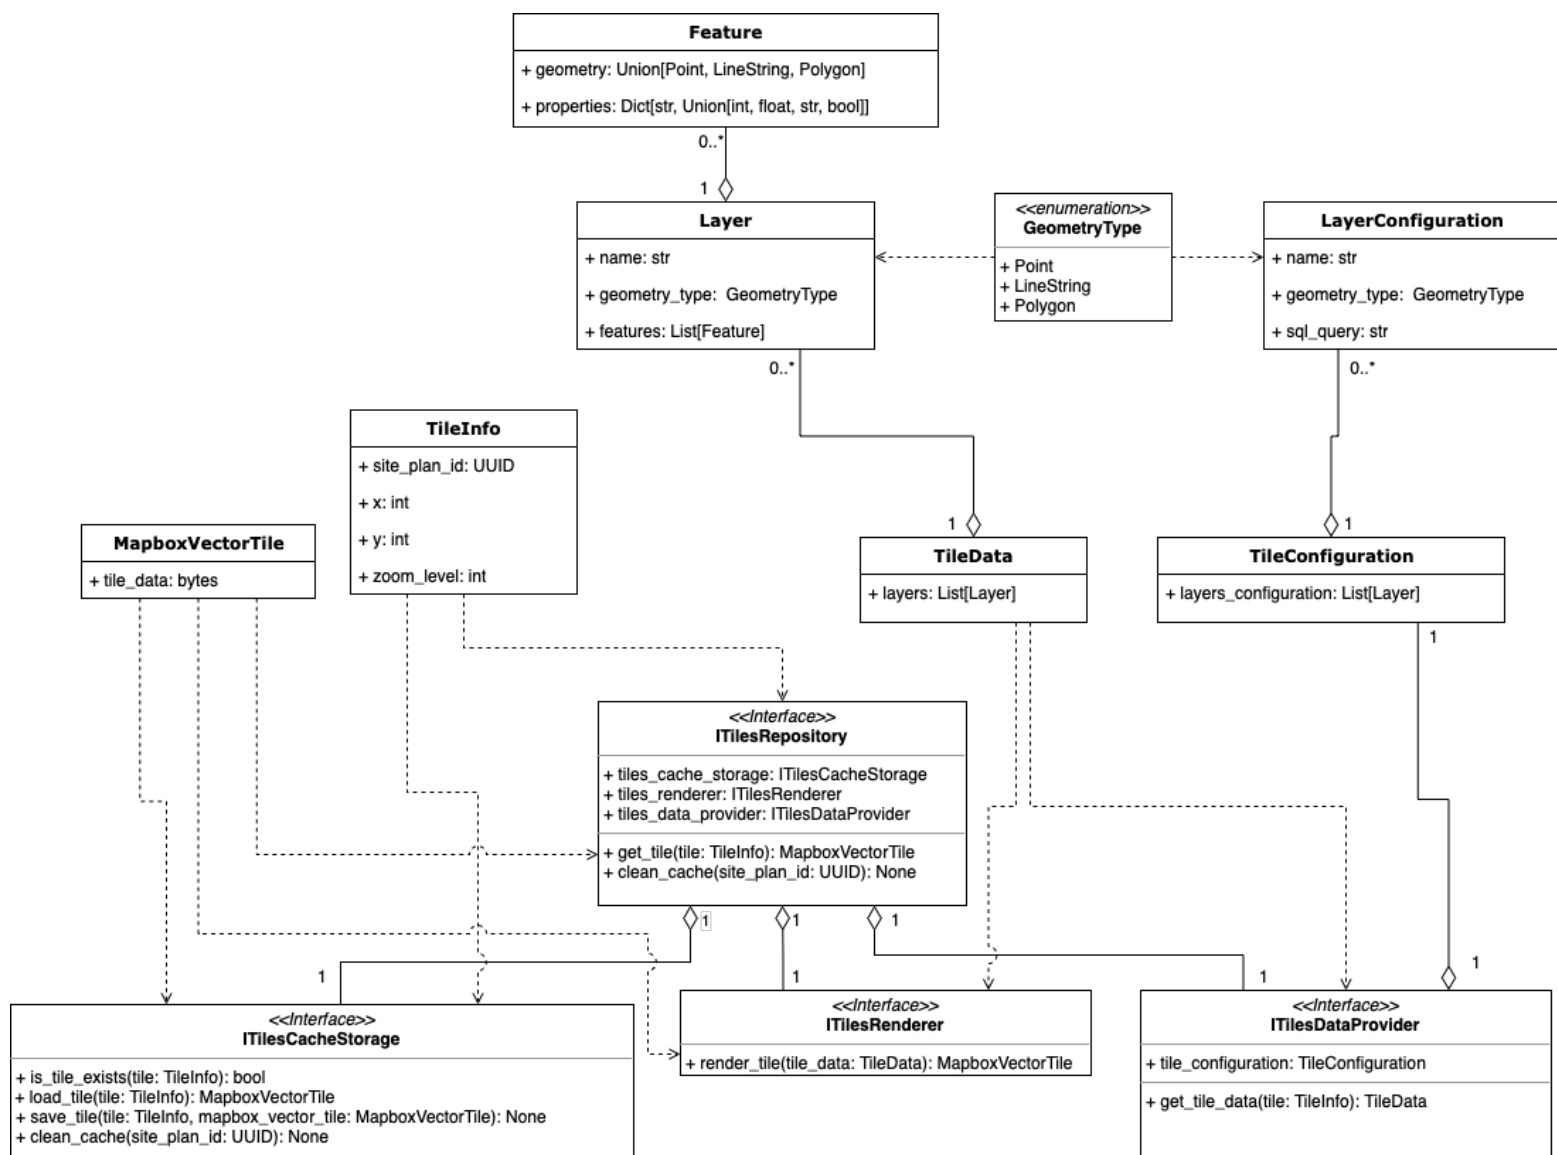 Feature
+ geometry: Union[Point, LineString, Polygon]
+ properties: Dict[str, Union[int, float, str, bool]]
0..*
1
Layer
+ name: str
+ geometry_type:  GeometryType
+ features: List[Feature]
<<enumeration>>
GeometryType
+ Point
+ LineString
+ Polygon
LayerConfiguration
+ name: str
+ geometry_type:  GeometryType
+ sql_query: str
0..*
0..*
TileInfo
+ site_plan_id: UUID
+ x: int
+ y: int
+ zoom_level: int
MapboxVectorTile
+ tile_data: bytes
1
TileData
+ layers: List[Layer]
1
TileConfiguration
+ layers_configuration: List[Layer]
1
<<Interface>>
ITilesRepository
+ tiles_cache_storage: ITilesCacheStorage
+ tiles_renderer: ITilesRenderer
+ tiles_data_provider: ITilesDataProvider
+ get_tile(tile: TileInfo): MapboxVectorTile
+ clean_cache(site_plan_id: UUID): None
1
1
1
1
1
1
1
<<Interface>>
ITilesCacheStorage
+ is_tile_exists(tile: TileInfo): bool
+ load_tile(tile: TileInfo): MapboxVectorTile
+ save_tile(tile: TileInfo, mapbox_vector_tile: MapboxVectorTile): None
+ clean_cache(site_plan_id: UUID): None
<<Interface>>
ITilesRenderer
+ render_tile(tile_data: TileData): MapboxVectorTile
<<Interface>>
ITilesDataProvider
+ tile_configuration: TileConfiguration
+ get_tile_data(tile: TileInfo): TileData